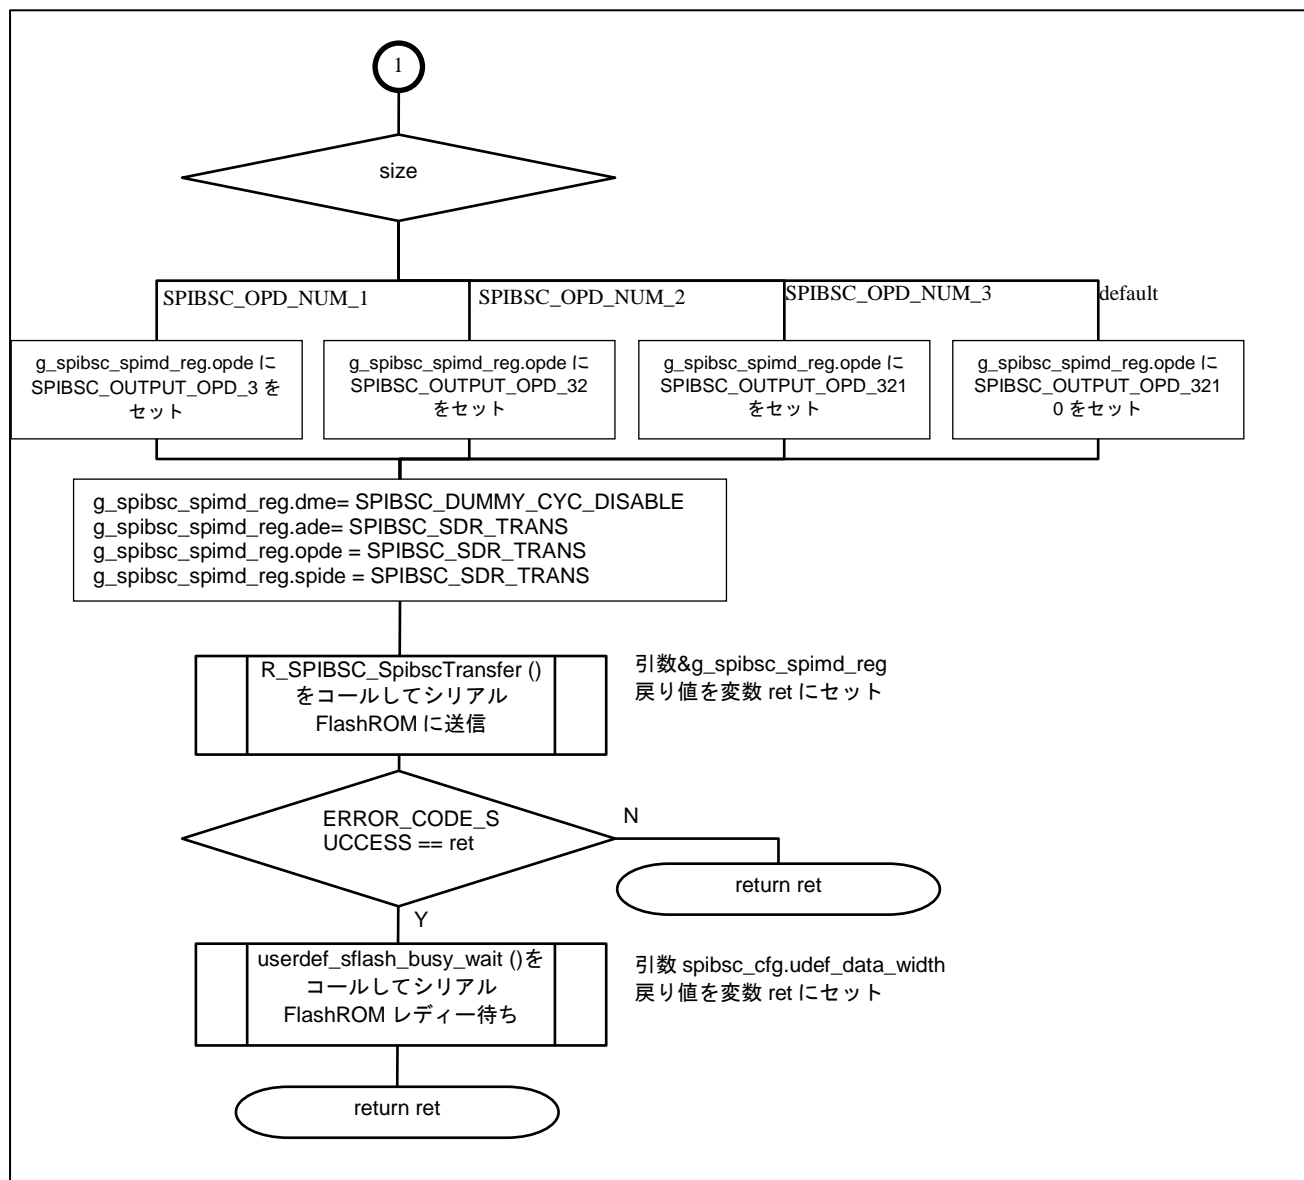 1
size
SPIBSC_OPD_NUM_1
SPIBSC_OPD_NUM_2
SPIBSC_OPD_NUM_3
default
g_spibsc_spimd_reg.opde に
SPIBSC_OUTPUT_OPD_3 を
セット
g_spibsc_spimd_reg.opde に
SPIBSC_OUTPUT_OPD_32
をセット
g_spibsc_spimd_reg.opde に
SPIBSC_OUTPUT_OPD_321
をセット
g_spibsc_spimd_reg.opde に
SPIBSC_OUTPUT_OPD_321
0 をセット
g_spibsc_spimd_reg.dme= SPIBSC_DUMMY_CYC_DISABLE
g_spibsc_spimd_reg.ade= SPIBSC_SDR_TRANS
g_spibsc_spimd_reg.opde = SPIBSC_SDR_TRANS
g_spibsc_spimd_reg.spide = SPIBSC_SDR_TRANS
R_SPIBSC_SpibscTransfer ()
をコールしてシリアル
FlashROM に送信
引数&g_spibsc_spimd_reg
戻り値を変数 ret にセット
ERROR_CODE_S
UCCESS == ret
N
return ret
Y
userdef_sflash_busy_wait ()を
コールしてシリアル
FlashROM レディー待ち
引数 spibsc_cfg.udef_data_width
戻り値を変数 ret にセット
return ret